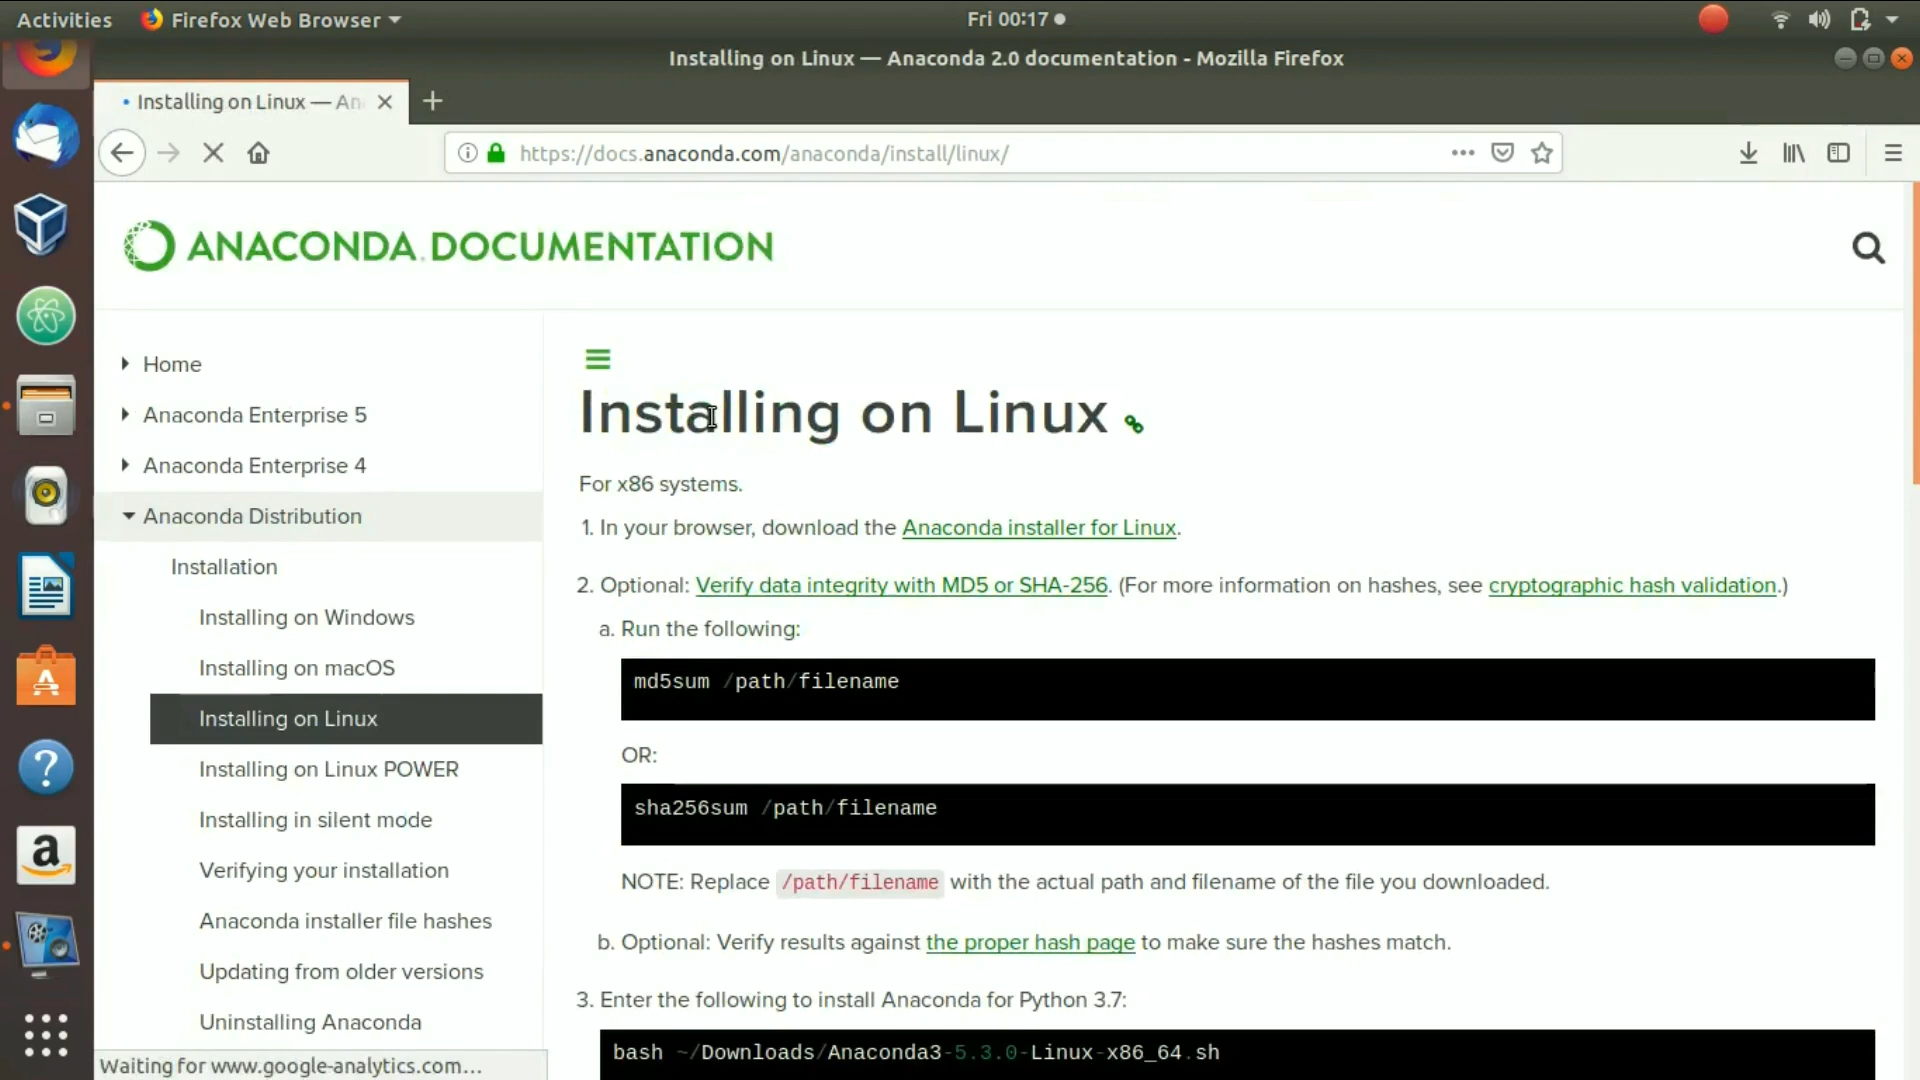 Activities
Firefox Web Browser
Fri 00:17
Installing on Linux — Anaconda 2.0 documentation - Mozilla Firefox
Installing on Linux — An
https://docs.anaconda.com/anaconda/install/linux/
ANACONDA. DOCUMENTATION
Home
Anaconda Enterprise 5
Anaconda Enterprise 4
Anaconda Distribution
Installation
Installing on Windows
Installing on macOS
Installing on Linux
Installing on Linux POWER
Installing in silent mode
Verifying your installation
Anaconda installer file hashes
Updating from older versions
Uninstalling Anaconda
Waiting for www.google-analytics.com...
Installing on Linux
For x86 systems.
1. In your browser, download the Anaconda installer for Linux.
2. Optional: Verify data integrity with MD5 or SHA-256. (For more information on hashes, see cryptographic hash validation.)
a. Run the following:
md5sum /path/filename
OR:
sha256sum /path/filename
NOTE: Replace /path/filename with the actual path and filename of the file you downloaded.
b. Optional: Verify results against the proper hash page to make sure the hashes match.
3. Enter the following to install Anaconda for Python 3.7:
bash ~/Downloads/Anaconda3-5.3.0-Linux-x86_64.sh